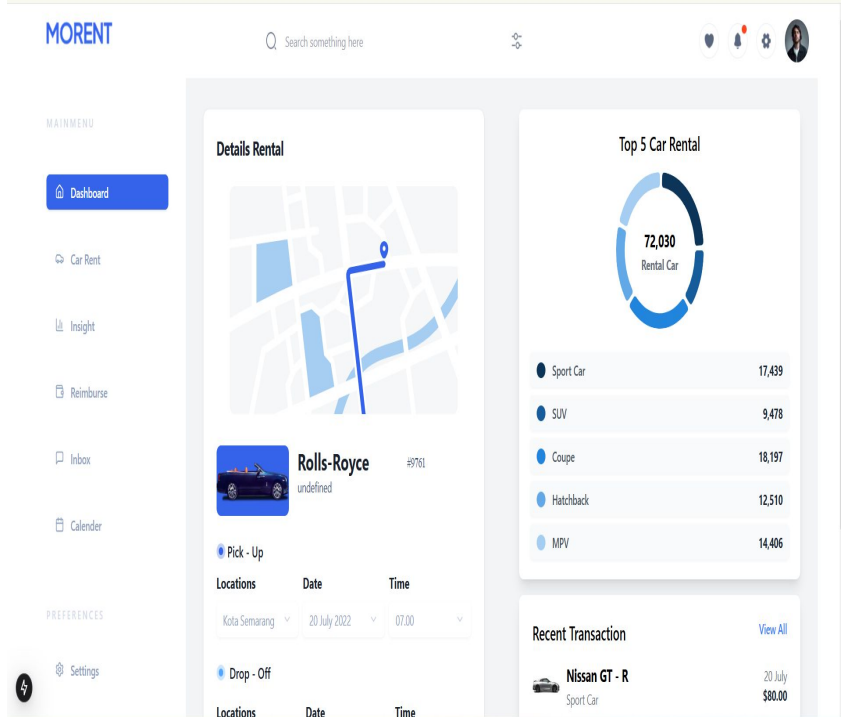 MORENT
Search something here
MAINMENU
Dashboard
Car Rent
Insight
Reimburse
Inbox
Calender
PREFERENCES
Settings
Details Rental
Rolls-Royce
#9761
undefined
Pick - Up
Locations Date Time
Kota Semarang 20 July 2022 07.00
Drop - Off
Locations Date Time
Top 5 Car Rental
72,030
Rental Car
Sport Car 17,439
SUV 9,478
Coupe 18,197
Hatchback 12,510
MPV 14,406
Recent Transaction View All
Nissan GT - R 20 July
Sport Car $80.00